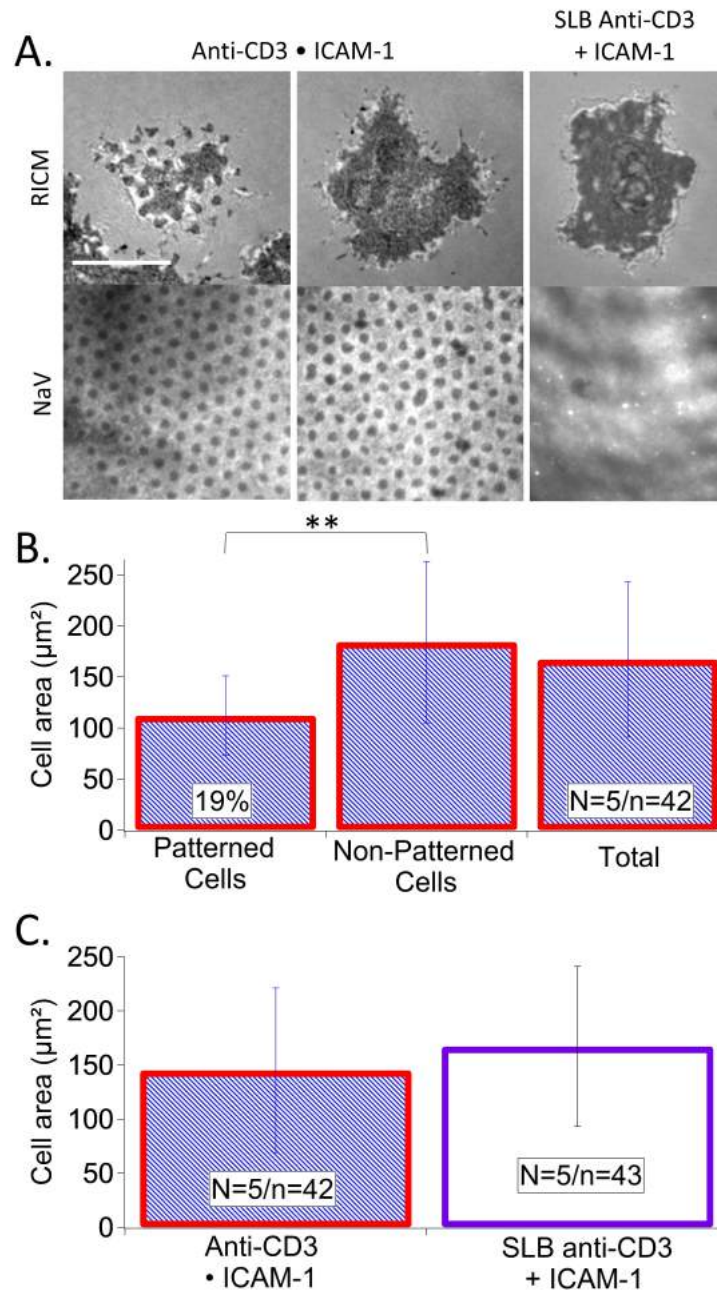 A.
Anti-CD3 • ICAM-1
SLB Anti-CD3
+ ICAM-1
RICM
NaV
B.
**
Cell area (µm²)
250
200
150
100
50
0
19%
N=5/n=42
Patterned
Cells
Non-Patterned
Cells
Total
C.
Cell area (µm²)
250
200
150
100
50
0
N=5/n=42
N=5/n=43
Anti-CD3
• ICAM-1
SLB anti-CD3
+ ICAM-1